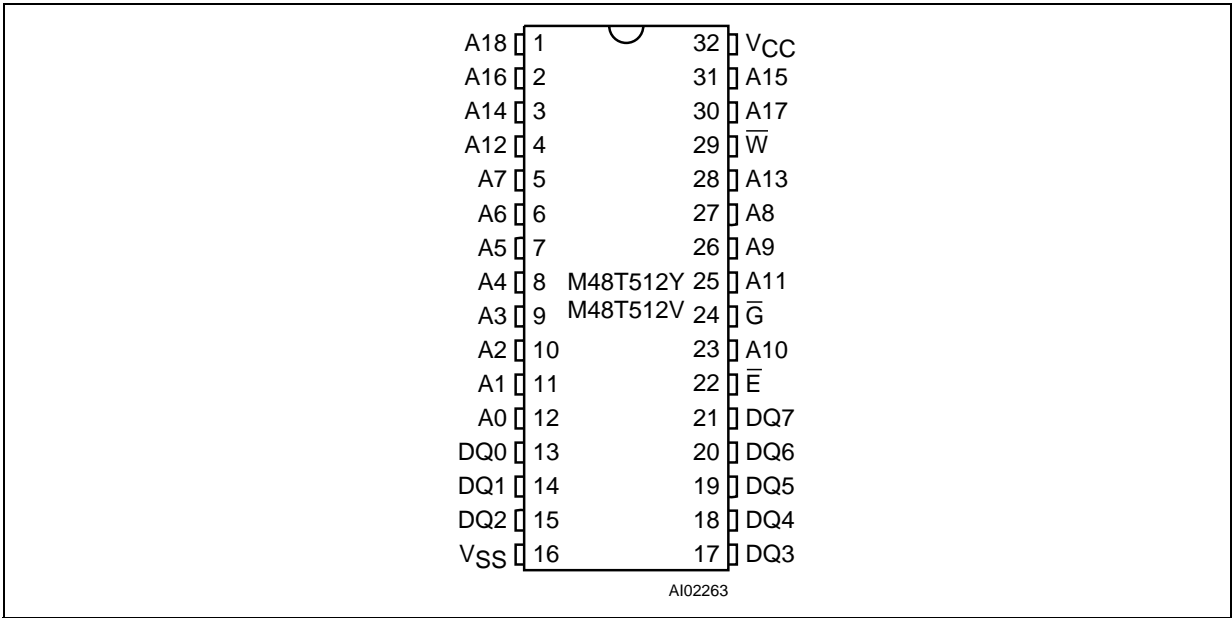 A18 1 32 VCC
A16 2 31 A15
A14 3 30 A17
A12 4 29 W̅
A7 5 28 A13
A6 6 27 A8
A5 7 26 A9
A4 8 M48T512Y 25 A11
A3 9 M48T512V 24 G̅
A2 10 23 A10
A1 11 22 E̅
A0 12 21 DQ7
DQ0 13 20 DQ6
DQ1 14 19 DQ5
DQ2 15 18 DQ4
VSS 16 17 DQ3
AI02263